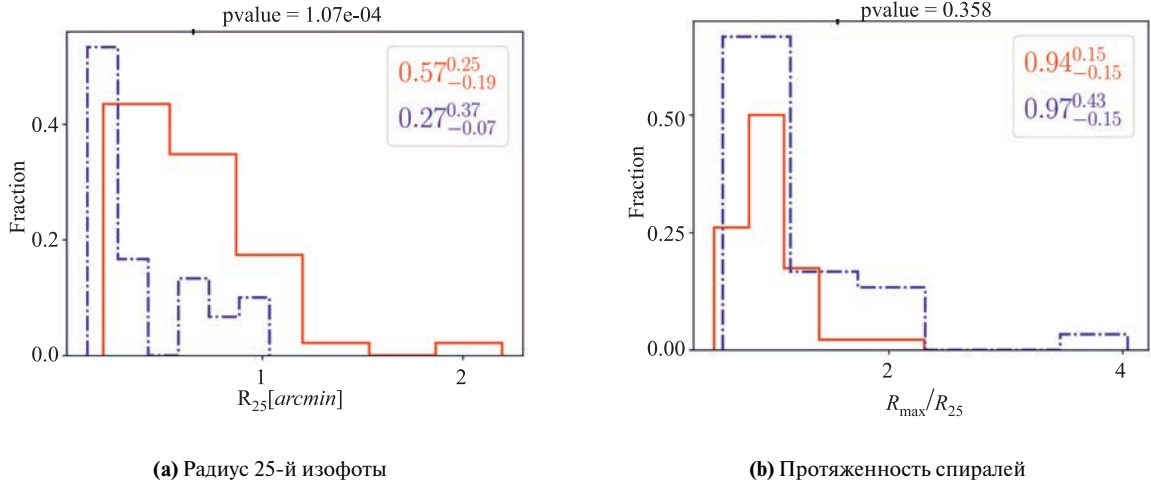 pvalue = 1.07e-04
0.57^{0.25}_{-0.19}
0.27^{0.37}_{-0.07}
Fraction
0.4
0.2
0.0
1
2
R_{25}[arcmin]
(a) Радиус 25-й изофоты
pvalue = 0.358
0.94^{0.15}_{-0.15}
0.97^{0.43}_{-0.15}
Fraction
0.50
0.25
0.00
2
4
R_{max}/R_{25}
(b) Протяженность спиралей